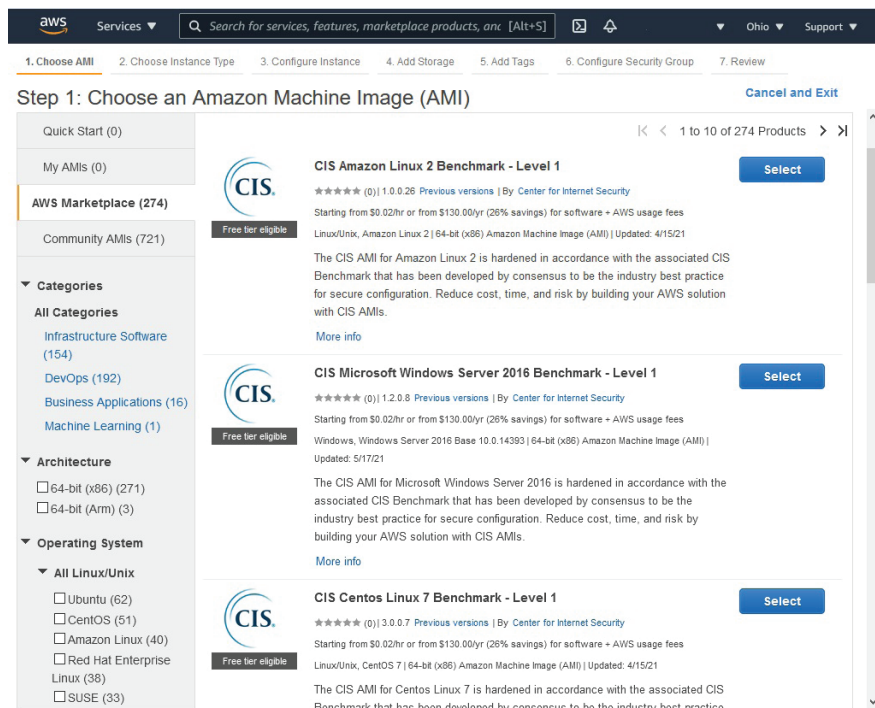 aws
Services
Search for services, features, marketplace products, anc [Alt+S]
Ohio
Support
1. Choose AMI 2. Choose Instance Type 3. Configure Instance 4. Add Storage 5. Add Tags 6. Configure Security Group 7. Review
Step 1: Choose an Amazon Machine Image (AMI)
Cancel and Exit
Quick Start (0)
My AMIs (0)
AWS Marketplace (274)
Community AMIs (721)
Categories
All Categories
Infrastructure Software
(154)
DevOps (192)
Business Applications (16)
Machine Learning (1)
Architecture
64-bit (x86) (271)
64-bit (Arm) (3)
Operating System
All Linux/Unix
Ubuntu (62)
CentOS (51)
Amazon Linux (40)
Red Hat Enterprise
Linux (38)
SUSE (33)
1 to 10 of 274 Products
CIS.
Free tier eligible
CIS Amazon Linux 2 Benchmark - Level 1
(0) | 1.0.0.26 Previous versions | By Center for Internet Security
Starting from $0.02/hr or from $130.00/yr (26% savings) for software + AWS usage fees
Linux/Unix, Amazon Linux 2 | 64-bit (x86) Amazon Machine Image (AMI) | Updated: 4/15/21
The CIS AMI for Amazon Linux 2 is hardened in accordance with the associated CIS
Benchmark that has been developed by consensus to be the industry best practice
for secure configuration. Reduce cost, time, and risk by building your AWS solution
with CIS AMIs.
More info
Select
CIS.
Free tier eligible
CIS Microsoft Windows Server 2016 Benchmark - Level 1
(0) | 1.2.0.8 Previous versions | By Center for Internet Security
Starting from $0.02/hr or from $130.00/yr (26% savings) for software + AWS usage fees
Windows, Windows Server 2016 Base 10.0.14393 | 64-bit (x86) Amazon Machine Image (AMI) |
Updated: 5/17/21
The CIS AMI for Microsoft Windows Server 2016 is hardened in accordance with the
associated CIS Benchmark that has been developed by consensus to be the
industry best practice for secure configuration. Reduce cost, time, and risk by
building your AWS solution with CIS AMIs.
More info
Select
CIS.
Free tier eligible
CIS Centos Linux 7 Benchmark - Level 1
(0) | 3.0.0.7 Previous versions | By Center for Internet Security
Starting from $0.02/hr or from $130.00/yr (26% savings) for software + AWS usage fees
Linux/Unix, CentOS 7 | 64-bit (x86) Amazon Machine Image (AMI) | Updated: 4/15/21
The CIS AMI for Centos Linux 7 is hardened in accordance with the associated CIS
Benchmark that has been developed by consensus to be the industry best practice
Select